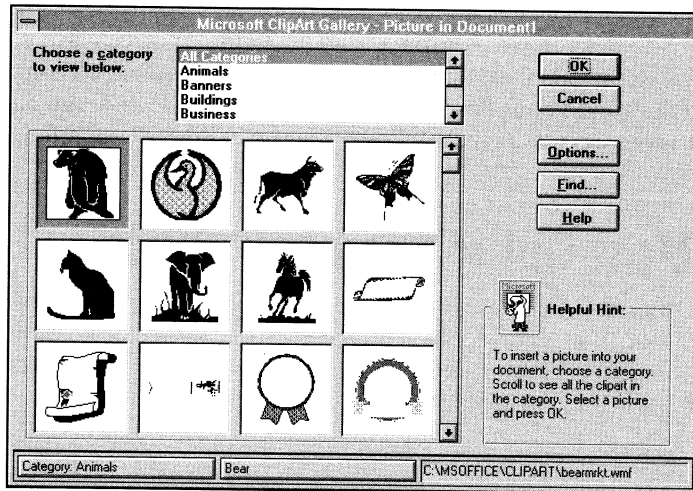 Microsoft ClipArt Gallery - Picture in Document1
Choose a category
to view below:
All Categories
Animals
Banners
Buildings
Business
OK
Cancel
Options...
Find...
Help
Microsoft
Helpful Hint:
To insert a picture into your
document, choose a category.
Scroll to see all the clipart in
the category. Select a picture
and press OK.
Category: Animals
Bear
C:\MSOFFICE\CLIPART\bearmrkt.wmf